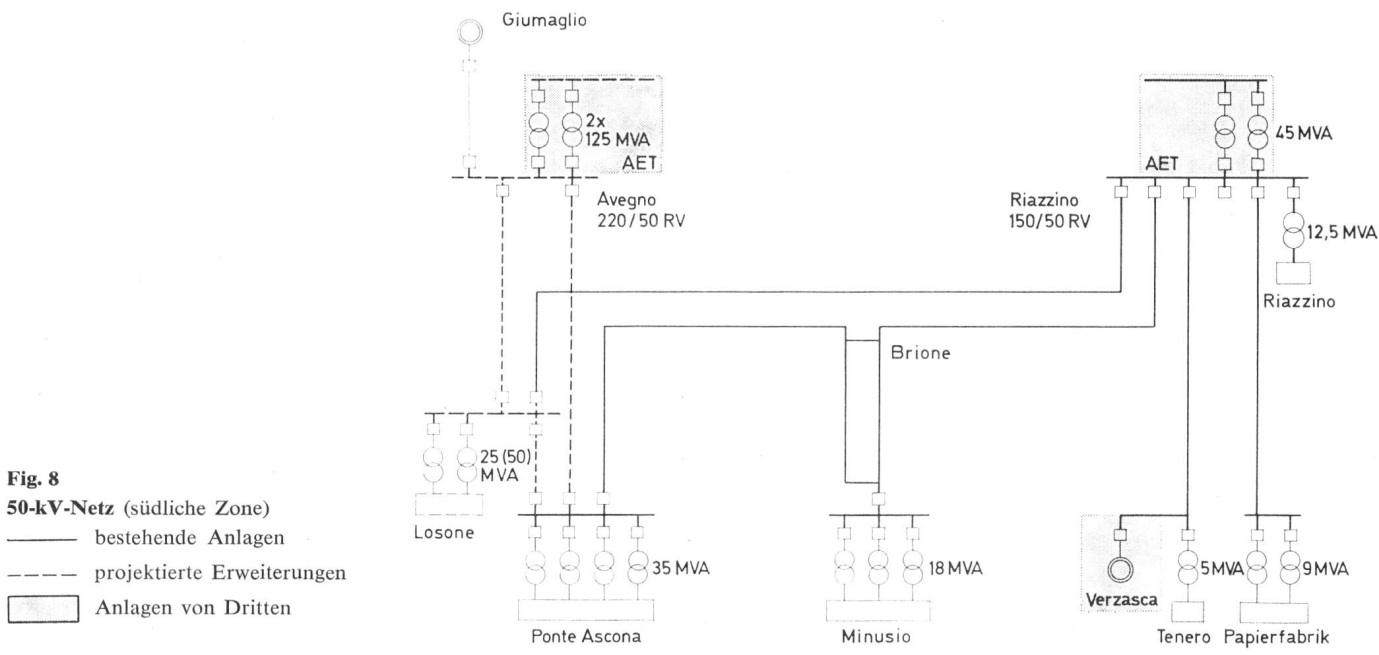 Giumaglio
2x
125 MVA
AET
45 MVA
AET
Avegno
220/50 RV
Riazzino
150/50 RV
12,5 MVA
Riazzino
Brione
25 (50)
MVA
Losone
35 MVA
18 MVA
5 MVA
9 MVA
Verzasca
Ponte Ascona
Minusio
Tenero
Papierfabrik
Fig. 8
50-kV-Netz (südliche Zone)
bestehende Anlagen
projektierte Erweiterungen
Anlagen von Dritten